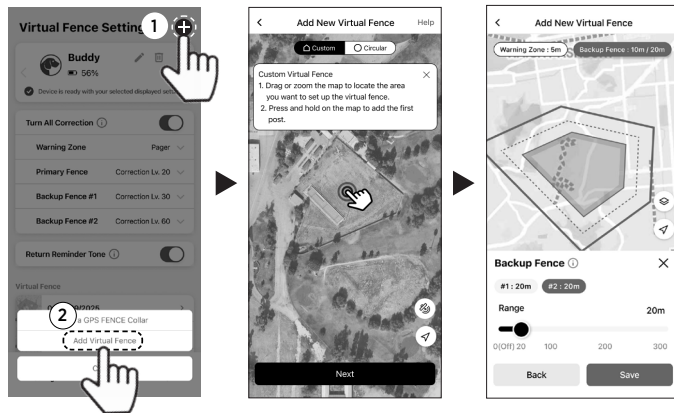 Virtual Fence Setting
1
Buddy
56%
Device is ready with your selected displayed
Turn All Correction
Warning Zone Pager
Primary Fence Correction Lv. 20
Backup Fence #1 Correction Lv. 30
Backup Fence #2 Correction Lv. 60
Return Reminder Tone
Virtual Fence
9/2025
2
a GPS FENCE Collar
Add Virtual Fence
C
Add New Virtual Fence Help
Custom Circular
Custom Virtual Fence
1. Drag or zoom the map to locate the area
you want to set up the virtual fence.
2. Press and hold on the map to add the first
post.
Next
Add New Virtual Fence
Warning Zone : 5m Backup Fence : 10m / 20m
Backup Fence
#1 : 20m #2 : 20m
Range 20m
0(Off) 20 100 200 300
Back Save